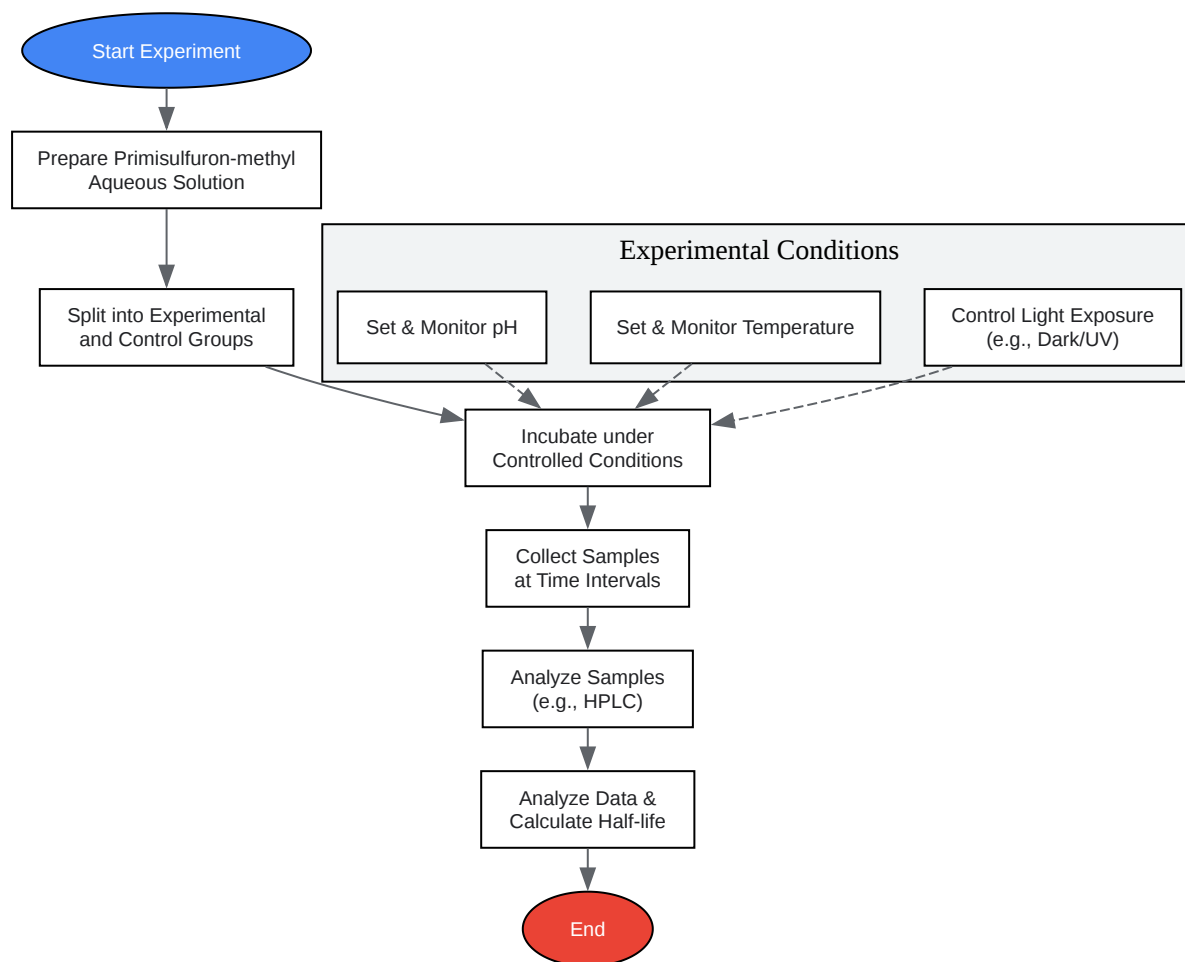 Start Experiment
Prepare Primisulfuron-methyl
Aqueous Solution
Split into Experimental
and Control Groups
Experimental Conditions
Set & Monitor pH
Set & Monitor Temperature
Control Light Exposure
(e.g., Dark/UV)
Incubate under
Controlled Conditions
Collect Samples
at Time Intervals
Analyze Samples
(e.g., HPLC)
Analyze Data &
Calculate Half-life
End